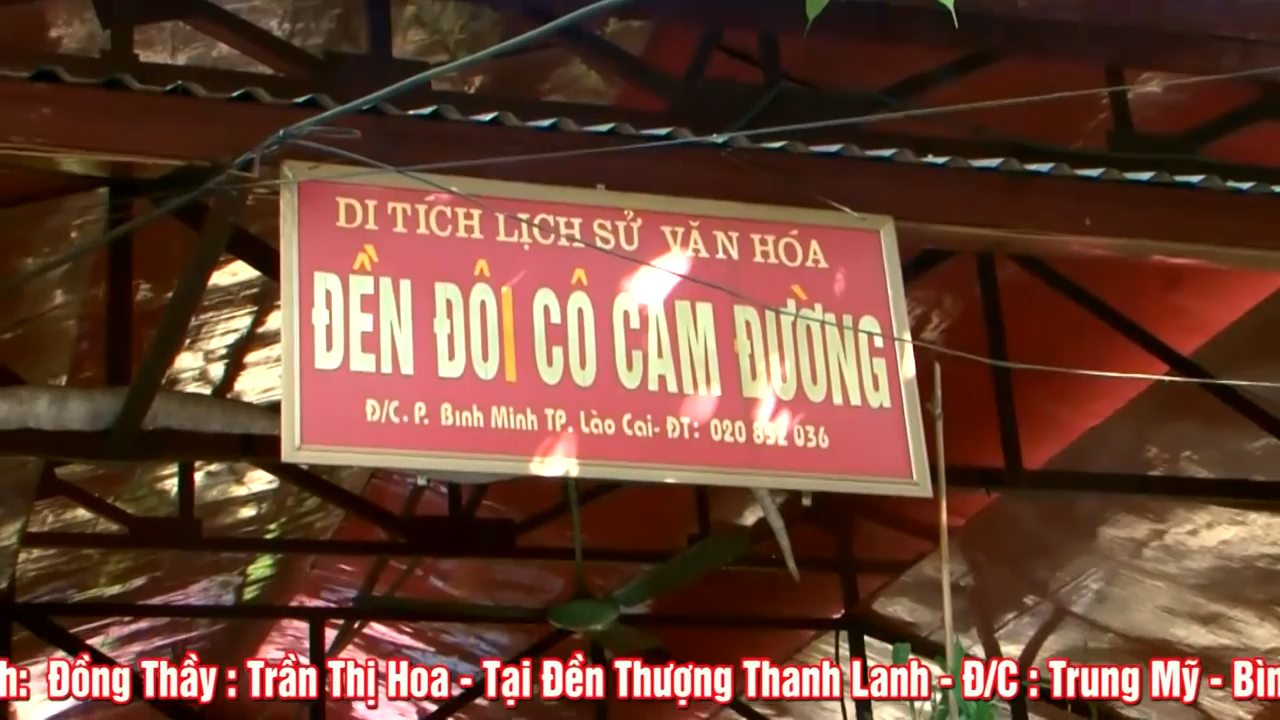 DI TÍCH LỊCH SỬ VĂN HÓA
ĐỀN ĐÔI CÔ CAM ĐƯỜNG
Đ/C. P. Bình Minh TP. Lào Cai- ĐT: 020 852 036
h: Đồng Thầy : Trần Thị Hoa - Tại Đền Thượng Thanh Lanh - Đ/C : Trung Mỹ - Bìn